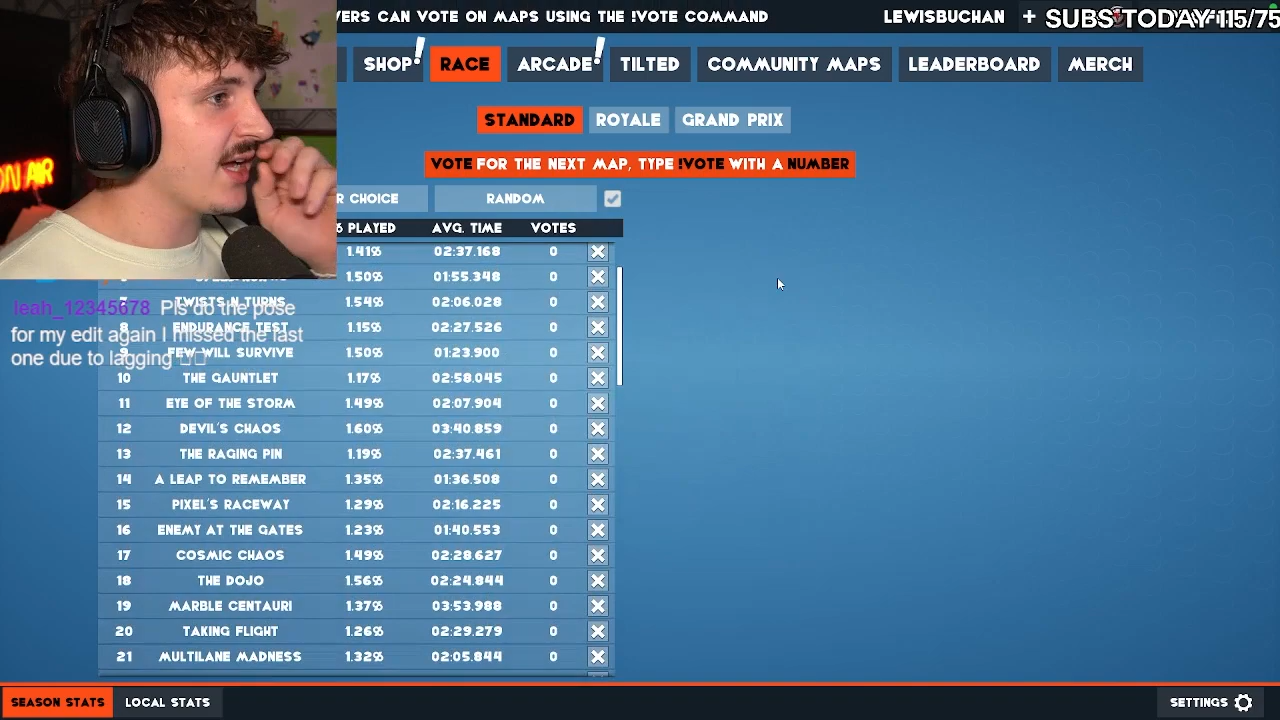 VERS CAN VOTE ON MAPS USING THE !VOTE COMMAND
LEWISBUCHAN +
SUBS TODAY 115/75
SHOP! RACE ARCADE! TILTED COMMUNITY MAPS LEADERBOARD MERCH
STANDARD ROYALE GRAND PRIX
VOTE FOR THE NEXT MAP, TYPE !VOTE WITH A NUMBER
R CHOICE RANDOM
PLAYED AVG. TIME VOTES
1.41% 02:37.168 0
1.50% 01:55.348 0
7 TWISTS N TURNS 1.54% 02:06.028 0
8 ENDURANCE TEST 1.15% 02:27.526 0
9 FEW WILL SURVIVE 1.50% 01:23.900 0
10 THE GAUNTLET 1.17% 02:58.045 0
11 EYE OF THE STORM 1.49% 02:07.904 0
12 DEVIL'S CHAOS 1.60% 03:40.859 0
13 THE RAGING PIN 1.19% 02:37.461 0
14 A LEAP TO REMEMBER 1.35% 01:36.508 0
15 PIXEL'S RACEWAY 1.29% 02:16.225 0
16 ENEMY AT THE GATES 1.23% 01:40.553 0
17 COSMIC CHAOS 1.49% 02:28.627 0
18 THE DOJO 1.56% 02:24.844 0
19 MARBLE CENTAURI 1.37% 03:53.988 0
20 TAKING FLIGHT 1.26% 02:29.279 0
21 MULTILANE MADNESS 1.32% 02:05.844 0
leah_12345678 Pls do the pose
for my edit again I missed the last
one due to lagging
ON AIR
SEASON STATS LOCAL STATS
SETTINGS